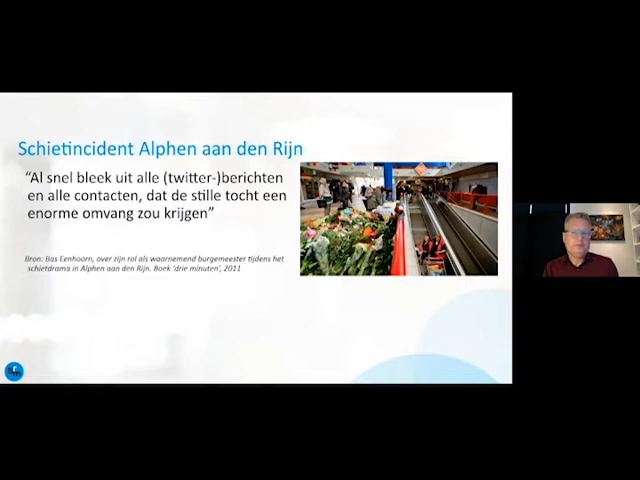 Schietincident Alphen aan den Rijn
“Al snel bleek uit alle (twitter-)berichten
en alle contacten, dat de stille tocht een
enorme omvang zou krijgen”
Bron: Bas Eenhoorn, over zijn rol als waarnemend burgemeester tijdens het
schietdrama in Alphen aan den Rijn. Boek ‘drie minuten’, 2011